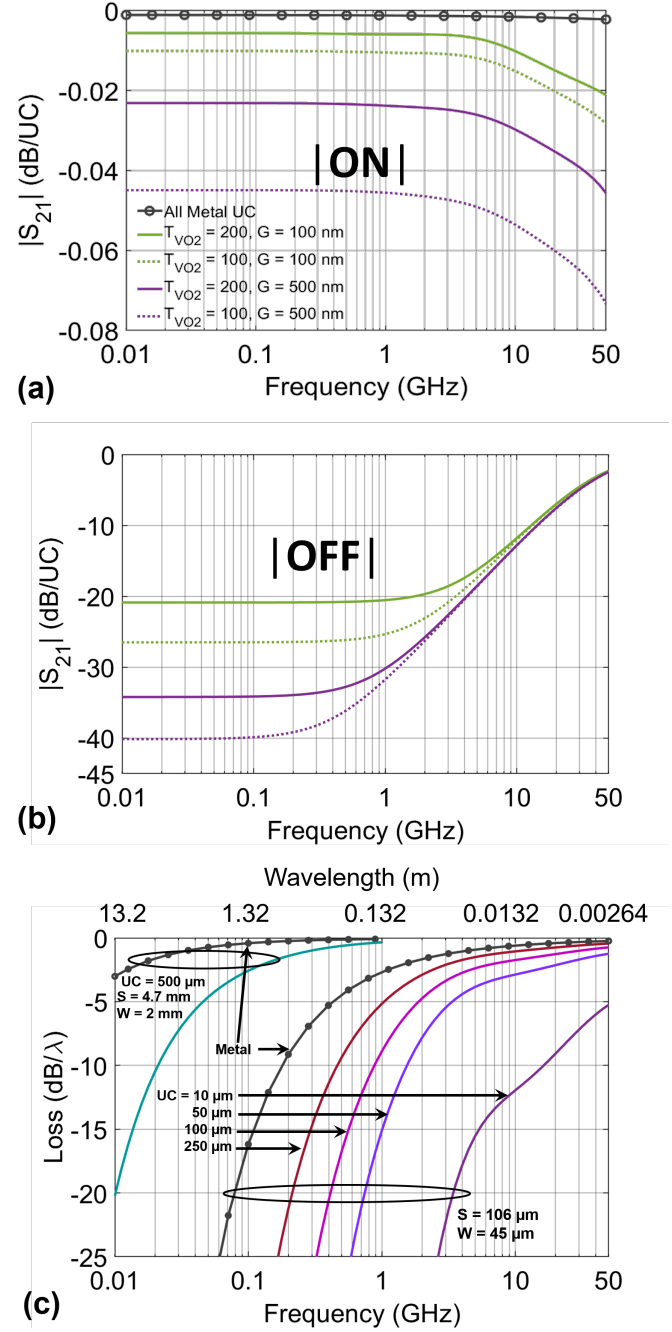 0
-0.02
-0.04
-0.06
-0.08
|S21| (dB/UC)
|ON|
All Metal UC
TVO2 = 200, G = 100 nm
TVO2 = 100, G = 100 nm
TVO2 = 200, G = 500 nm
TVO2 = 100, G = 500 nm
0.01 0.1 1 10 50
(a) Frequency (GHz)
0
-10
-20
-30
-40
-45
|S21| (dB/UC)
|OFF|
0.01 0.1 1 10 50
(b) Frequency (GHz)
Wavelength (m)
13.2 1.32 0.132 0.0132 0.00264
0
-5
-10
-15
-20
-25
Loss (dB/λ)
UC = 500 µm
S = 4.7 mm
W = 2 mm
Metal
UC = 10 µm
50 µm
100 µm
250 µm
S = 106 µm
W = 45 µm
0.01 0.1 1 10 50
(c) Frequency (GHz)